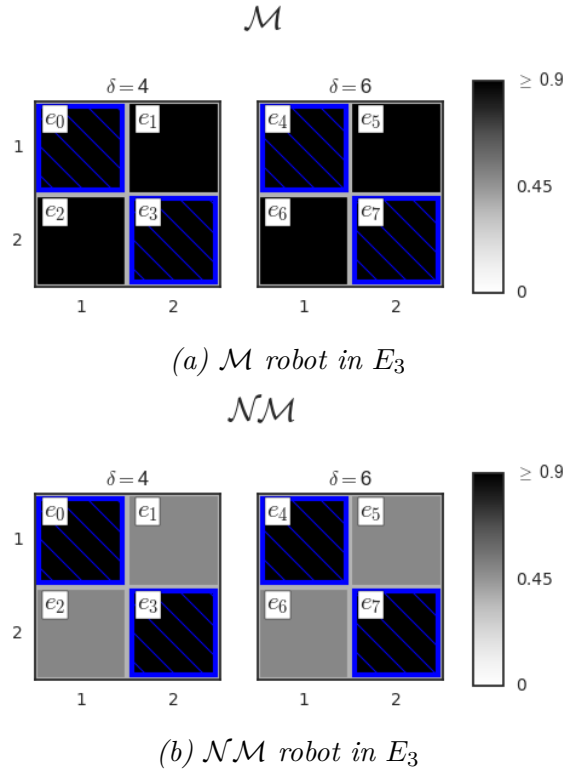 ℳ
δ = 4 δ = 6
e₀ e₁ e₄ e₅ ≥ 0.9
1
0.45
e₂ e₃ e₆ e₇
2
0
1 2 1 2
(a) ℳ robot in E₃
𝒩ℳ
δ = 4 δ = 6
e₀ e₁ e₄ e₅ ≥ 0.9
1
0.45
e₂ e₃ e₆ e₇
2
0
1 2 1 2
(b) 𝒩ℳ robot in E₃